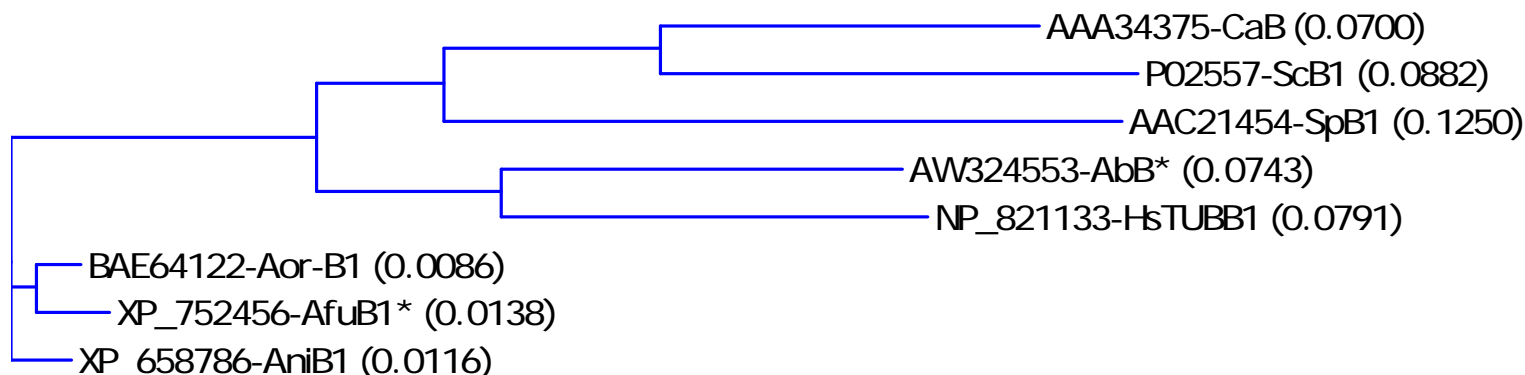 AAA34375-CaB (0.0700)
P02557-ScB1 (0.0882)
AAC21454-SpB1 (0.1250)
AW324553-AbB* (0.0743)
NP_821133-HsTUBB1 (0.0791)
BAE64122-Aor-B1 (0.0086)
XP_752456-AfuB1* (0.0138)
XP_658786-AniB1 (0.0116)